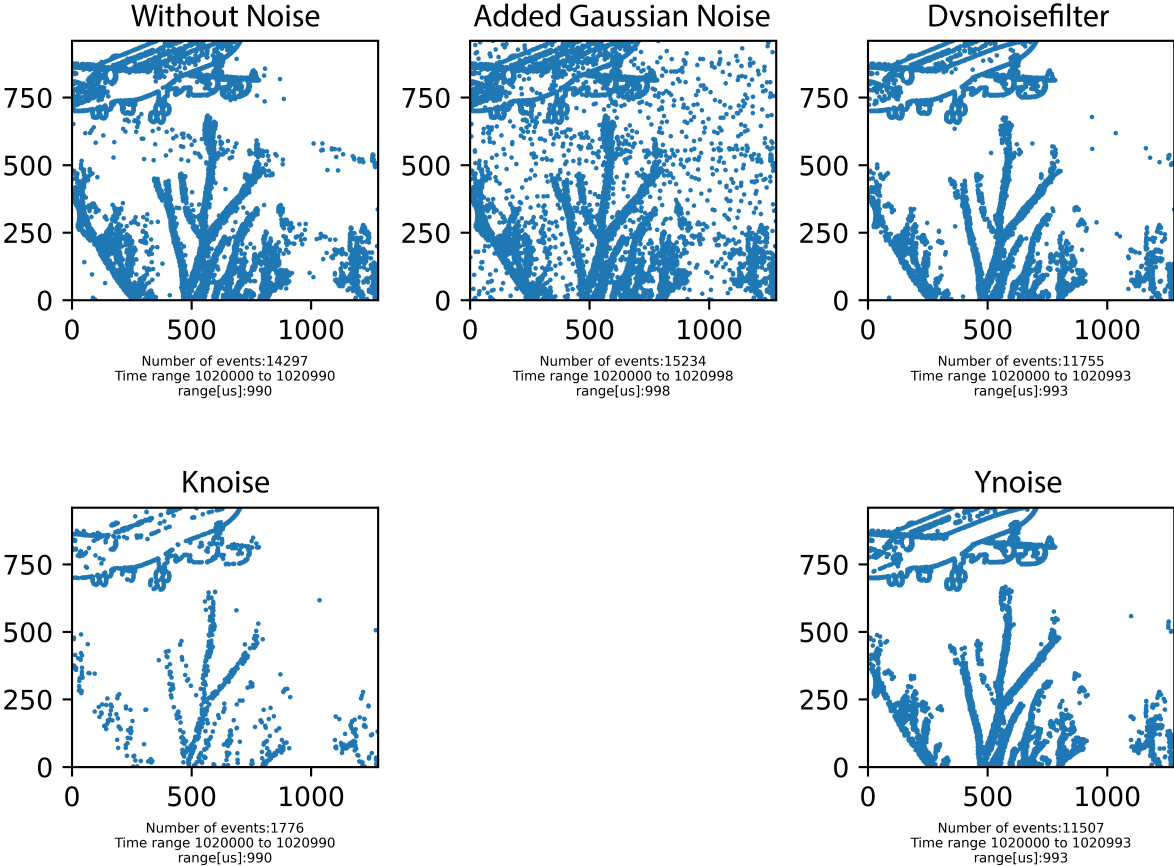 Without Noise
Added Gaussian Noise
Dvsnoisefilter
750
500
250
0
0 500 1000
750
500
250
0
0 500 1000
750
500
250
0
0 500 1000
Number of events:14297
Time range 1020000 to 1020990
range[us]:990
Number of events:15234
Time range 1020000 to 1020998
range[us]:998
Number of events:11755
Time range 1020000 to 1020993
range[us]:993
Knoise
Ynoise
750
500
250
0
0 500 1000
750
500
250
0
0 500 1000
Number of events:1776
Time range 1020000 to 1020990
range[us]:990
Number of events:11507
Time range 1020000 to 1020993
range[us]:993